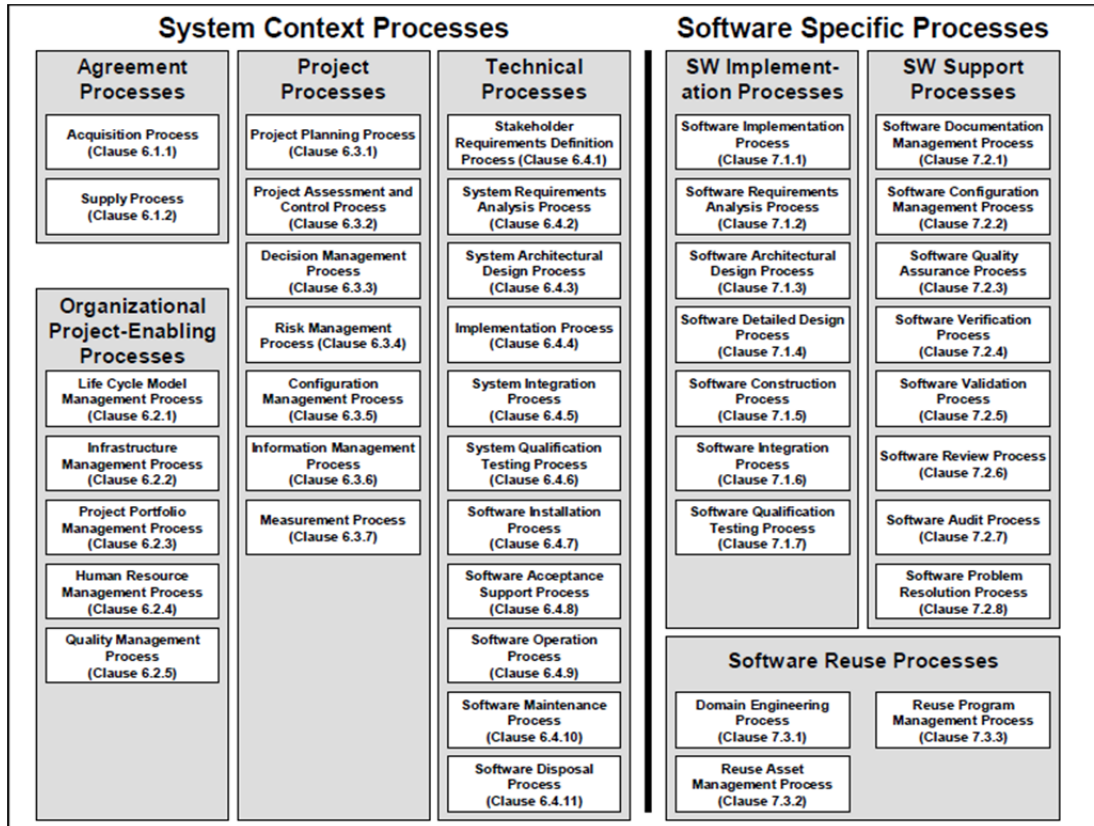 System Context Processes
Software Specific Processes
Agreement
Processes
Acquisition Process
(Clause 6.1.1)
Supply Process
(Clause 6.1.2)
Organizational
Project-Enabling
Processes
Life Cycle Model
Management Process
(Clause 6.2.1)
Infrastructure
Management Process
(Clause 6.2.2)
Project Portfolio
Management Process
(Clause 6.2.3)
Human Resource
Management Process
(Clause 6.2.4)
Quality Management
Process
(Clause 6.2.5)
Project
Processes
Project Planning Process
(Clause 6.3.1)
Project Assessment and
Control Process
(Clause 6.3.2)
Decision Management
Process
(Clause 6.3.3)
Risk Management
Process (Clause 6.3.4)
Configuration
Management Process
(Clause 6.3.5)
Information Management
Process
(Clause 6.3.6)
Measurement Process
(Clause 6.3.7)
Technical
Processes
Stakeholder
Requirements Definition
Process (Clause 6.4.1)
System Requirements
Analysis Process
(Clause 6.4.2)
System Architectural
Design Process
(Clause 6.4.3)
Implementation Process
(Clause 6.4.4)
System Integration
Process
(Clause 6.4.5)
System Qualification
Testing Process
(Clause 6.4.6)
Software Installation
Process
(Clause 6.4.7)
Software Acceptance
Support Process
(Clause 6.4.8)
Software Operation
Process
(Clause 6.4.9)
Software Maintenance
Process
(Clause 6.4.10)
Software Disposal
Process
(Clause 6.4.11)
SW Implement-
ation Processes
Software Implementation
Process
(Clause 7.1.1)
Software Requirements
Analysis Process
(Clause 7.1.2)
Software Architectural
Design Process
(Clause 7.1.3)
Software Detailed Design
Process
(Clause 7.1.4)
Software Construction
Process
(Clause 7.1.5)
Software Integration
Process
(Clause 7.1.6)
Software Qualification
Testing Process
(Clause 7.1.7)
SW Support
Processes
Software Documentation
Management Process
(Clause 7.2.1)
Software Configuration
Management Process
(Clause 7.2.2)
Software Quality
Assurance Process
(Clause 7.2.3)
Software Verification
Process
(Clause 7.2.4)
Software Validation
Process
(Clause 7.2.5)
Software Review Process
(Clause 7.2.6)
Software Audit Process
(Clause 7.2.7)
Software Problem
Resolution Process
(Clause 7.2.8)
Software Reuse Processes
Domain Engineering
Process
(Clause 7.3.1)
Reuse Asset
Management Process
(Clause 7.3.2)
Reuse Program
Management Process
(Clause 7.3.3)